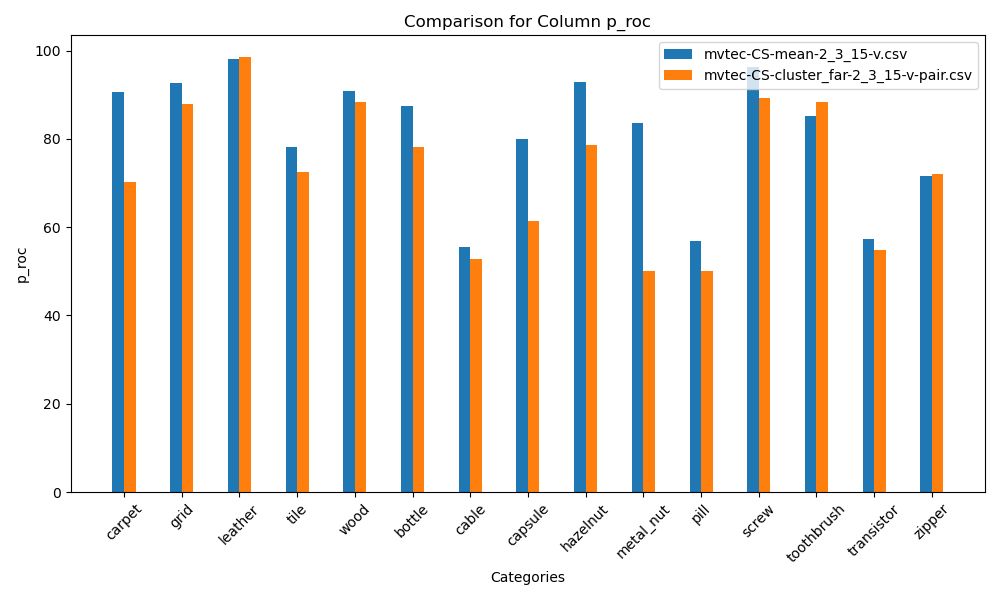 Comparison for Column p_roc
mvtec-CS-mean-2_3_15-v.csv
mvtec-CS-cluster_far-2_3_15-v-pair.csv
100
80
60
40
20
0
p_roc
carpet
grid
leather
tile
wood
bottle
cable
capsule
hazelnut
metal_nut
pill
screw
toothbrush
transistor
zipper
Categories